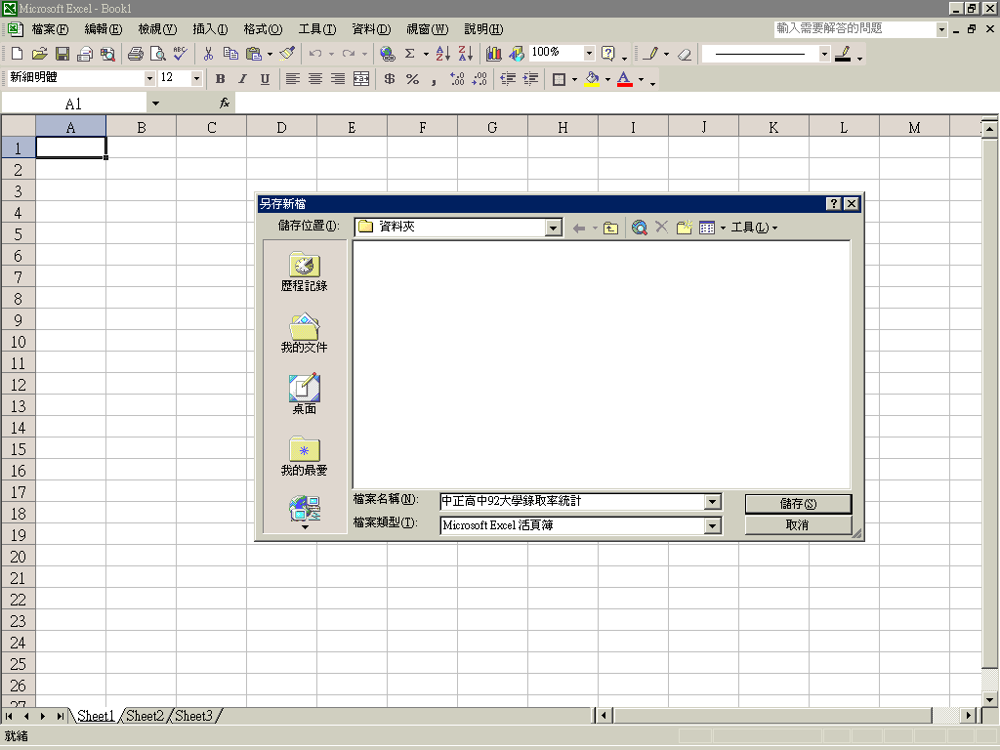 Microsoft Excel - Book1
檔案(F) 編輯(E) 檢視(V) 插入(I) 格式(O) 工具(T) 資料(D) 視窗(W) 說明(H) 輸入需要解答的問題
100%
新細明體 12 B I U $ % , A
A1 fx
A B C D E F G H I J K L M
1
2
3
4
5
6
7
8
9
10
11
12
13
14
15
16
17
18
19
20
21
22
23
24
25
26
27
另存新檔
儲存位置(I): 資料夾 工具(L)
歷程記錄
我的文件
桌面
我的最愛
檔案名稱(N): 中正高中92大學錄取率統計 儲存(S)
檔案類型(T): Microsoft Excel 活頁簿 取消
Sheet1 Sheet2 Sheet3
就緒